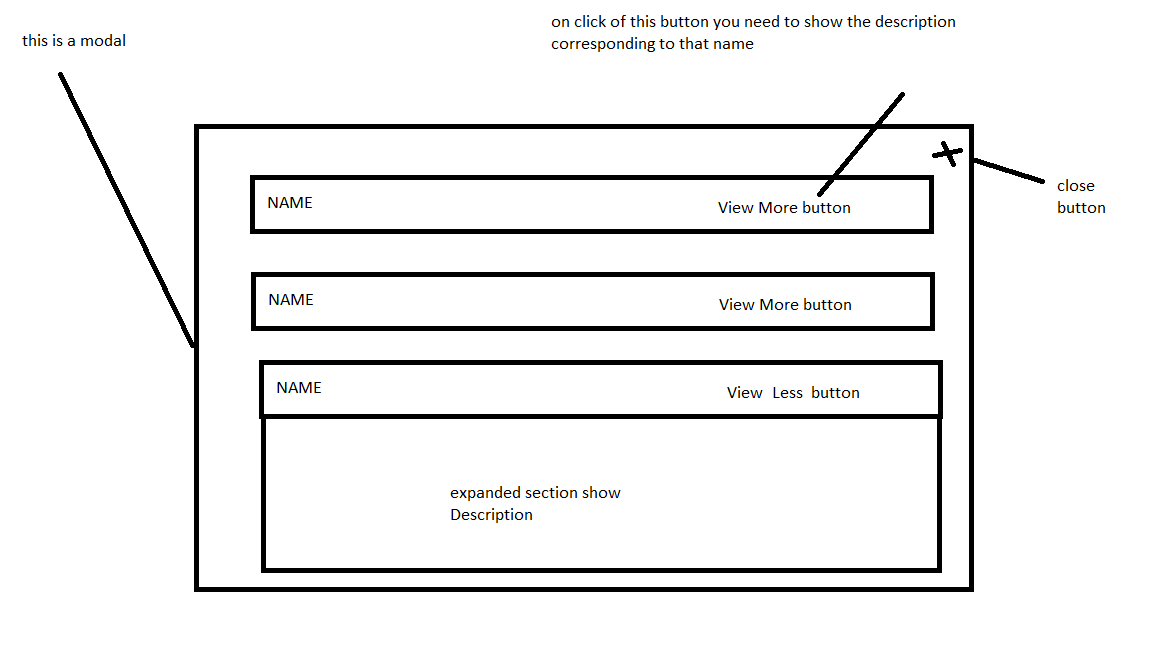 on click of this button you need to show the description
corresponding to that name
this is a modal
close
button
NAME
View More button
NAME
View More button
NAME
View Less button
expanded section show
Description